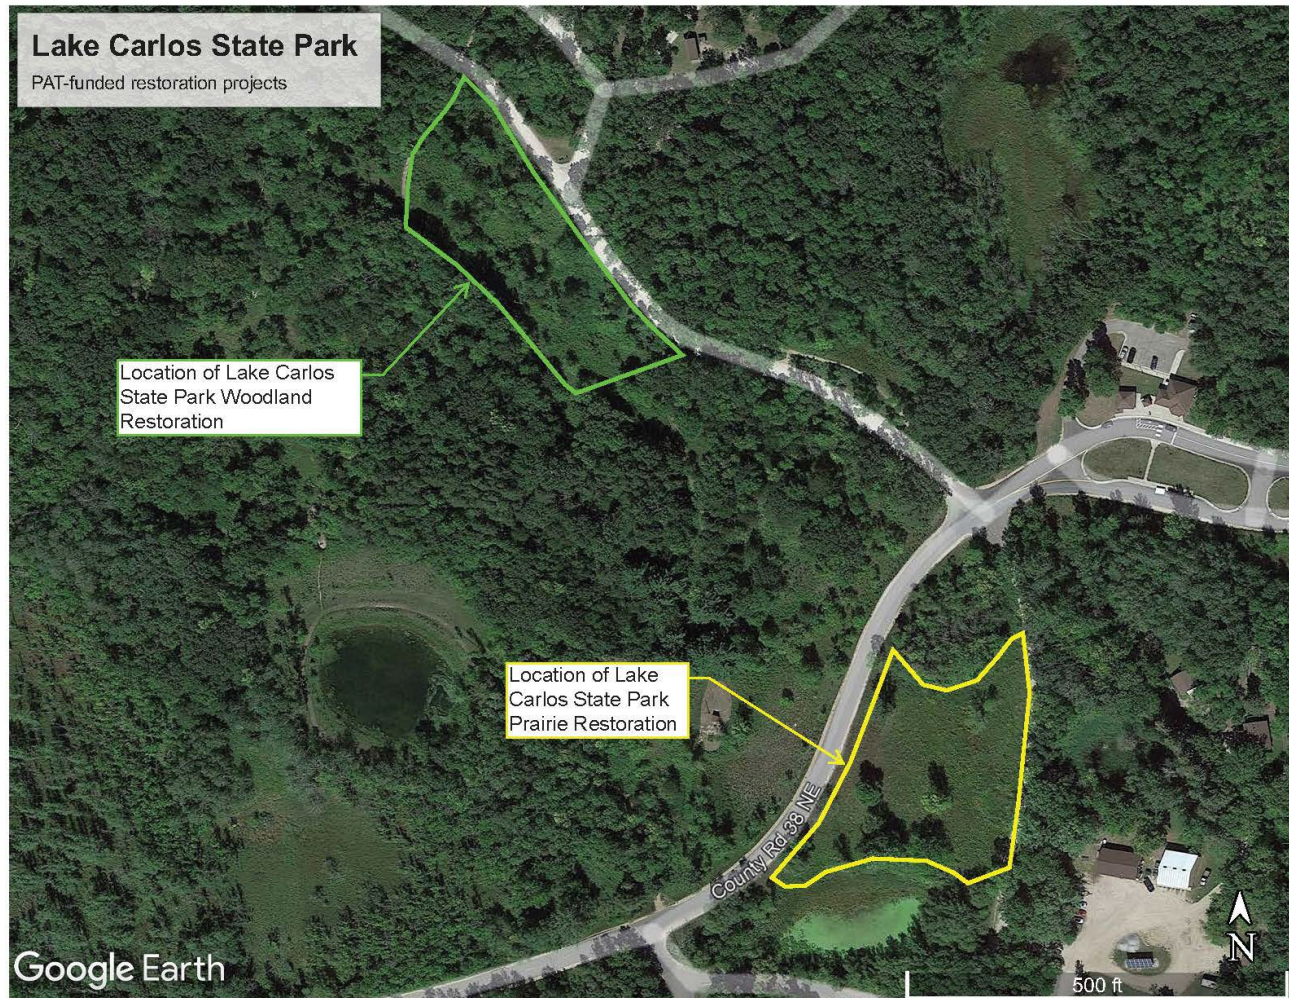 Lake Carlos State Park
PAT-funded restoration projects
Location of Lake Carlos
State Park Woodland
Restoration
Location of Lake
Carlos State Park
Prairie Restoration
County Rd 38 NE
Google Earth
N
500 ft